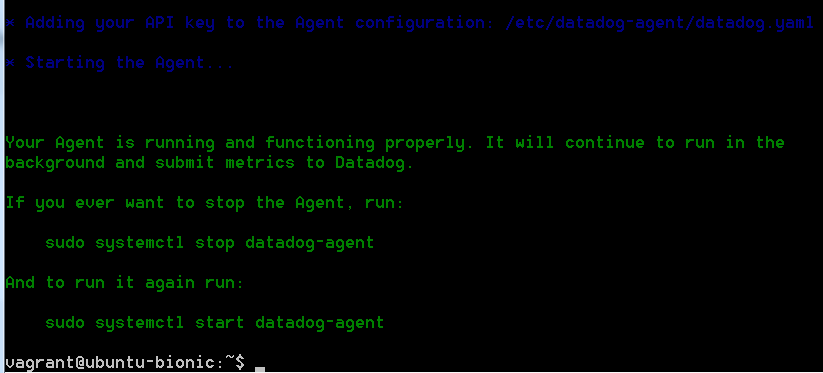 * Adding your API key to the Agent configuration: /etc/datadog-agent/datadog.yaml
* Starting the Agent...
Your Agent is running and functioning properly. It will continue to run in the
background and submit metrics to Datadog.
If you ever want to stop the Agent, run:
sudo systemctl stop datadog-agent
And to run it again run:
sudo systemctl start datadog-agent
vagrant@ubuntu-bionic:~$